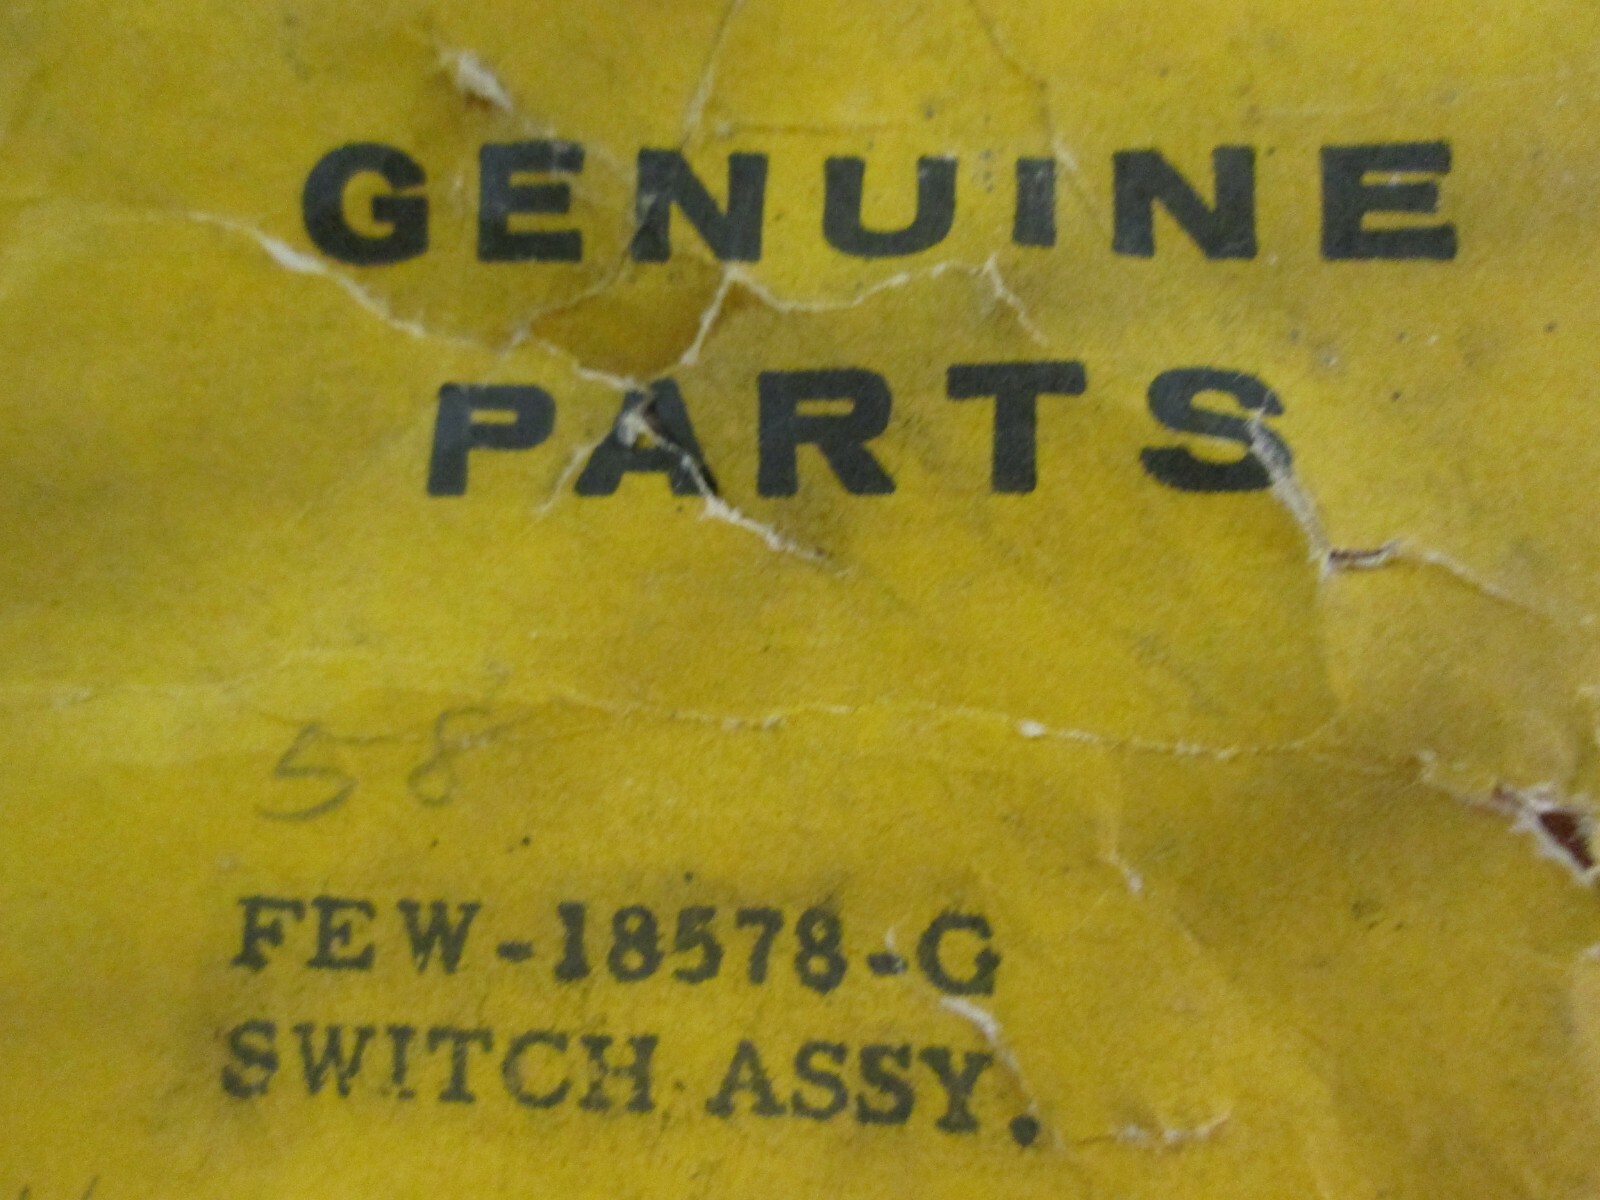 GENUINE
PARTS
58
FEW-18578-G
SWITCH ASSY.